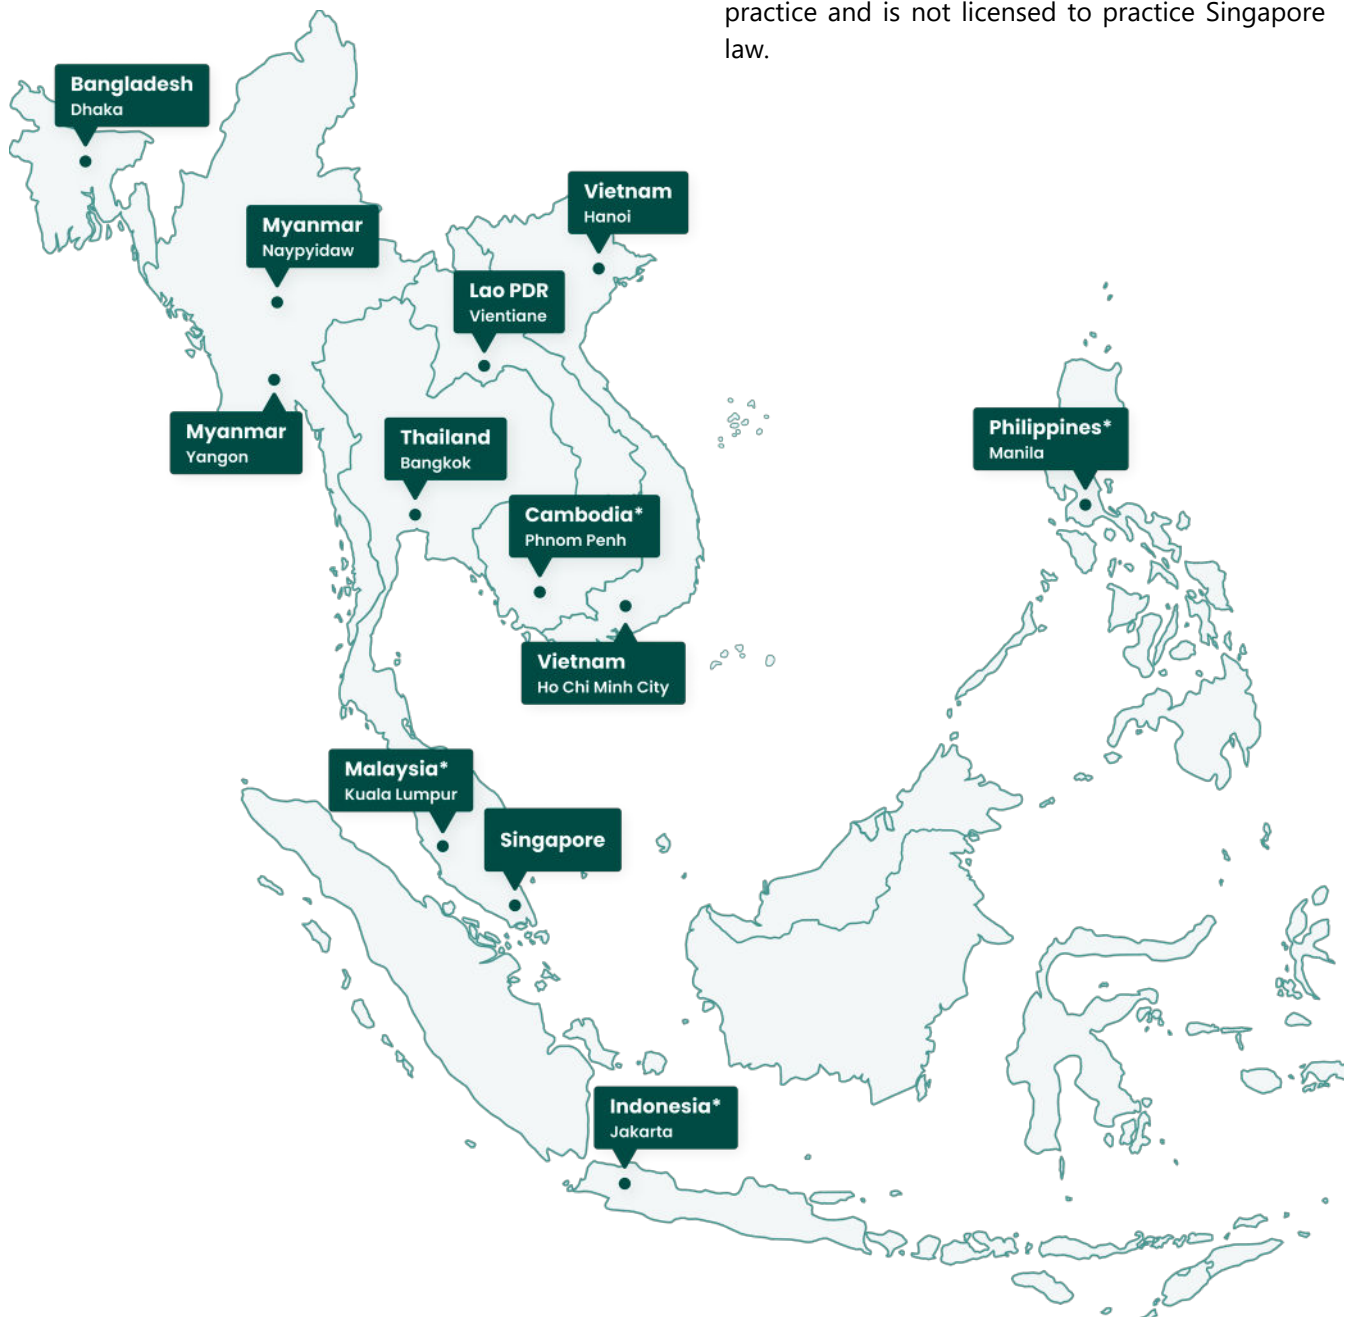 practice and is not licensed to practice Singapore
law.
Bangladesh
Dhaka
Vietnam
Hanoi
Myanmar
Naypyidaw
Lao PDR
Vientiane
Myanmar
Yangon
Thailand
Bangkok
Philippines*
Manila
Cambodia*
Phnom Penh
Vietnam
Ho Chi Minh City
Malaysia*
Kuala Lumpur
Singapore
Indonesia*
Jakarta